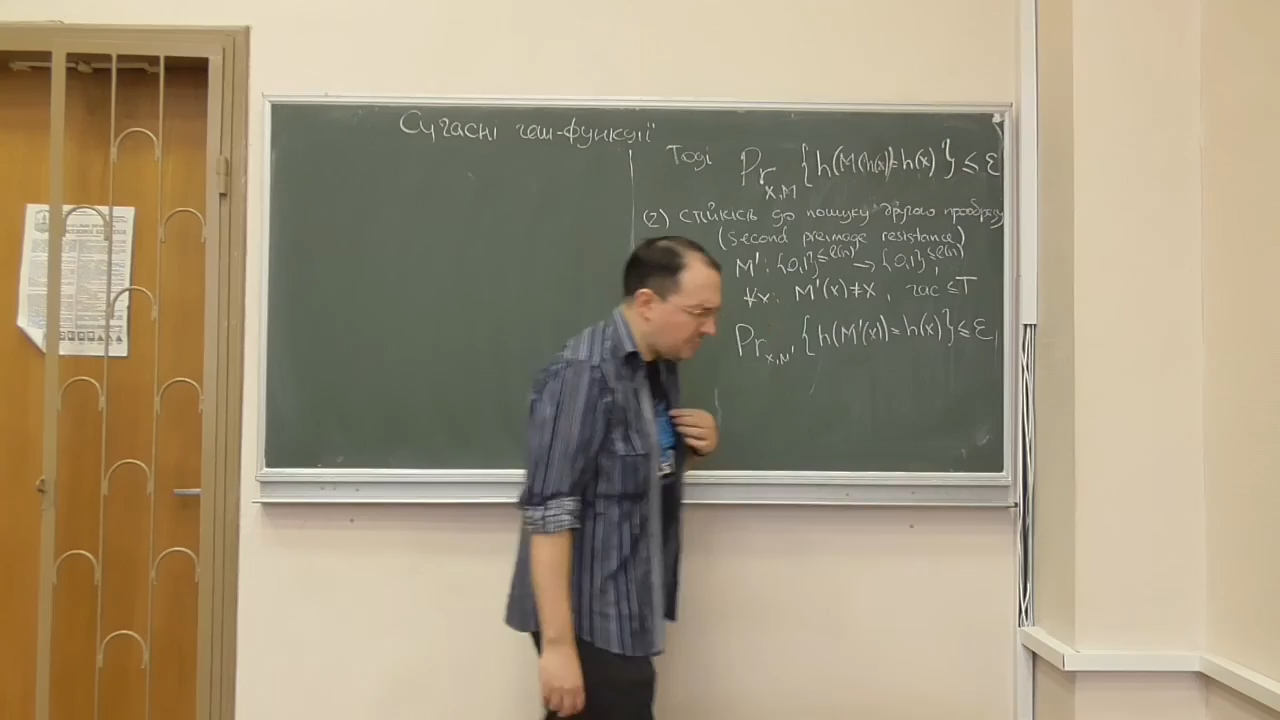 Сучасні геш-функції
Тоді Pr_{x,M} {h(M(h(x))=h(x)'} ≤ ε
(2) стійкість до пошуку другого прообразу
(second preimage resistance)
M': {0,1}^{≤l(n)} → {0,1}^{≤l(n)},
∀x: M'(x)≠x, час ≤T
Pr_{x,M'} {h(M'(x))=h(x)'} ≤ ε,